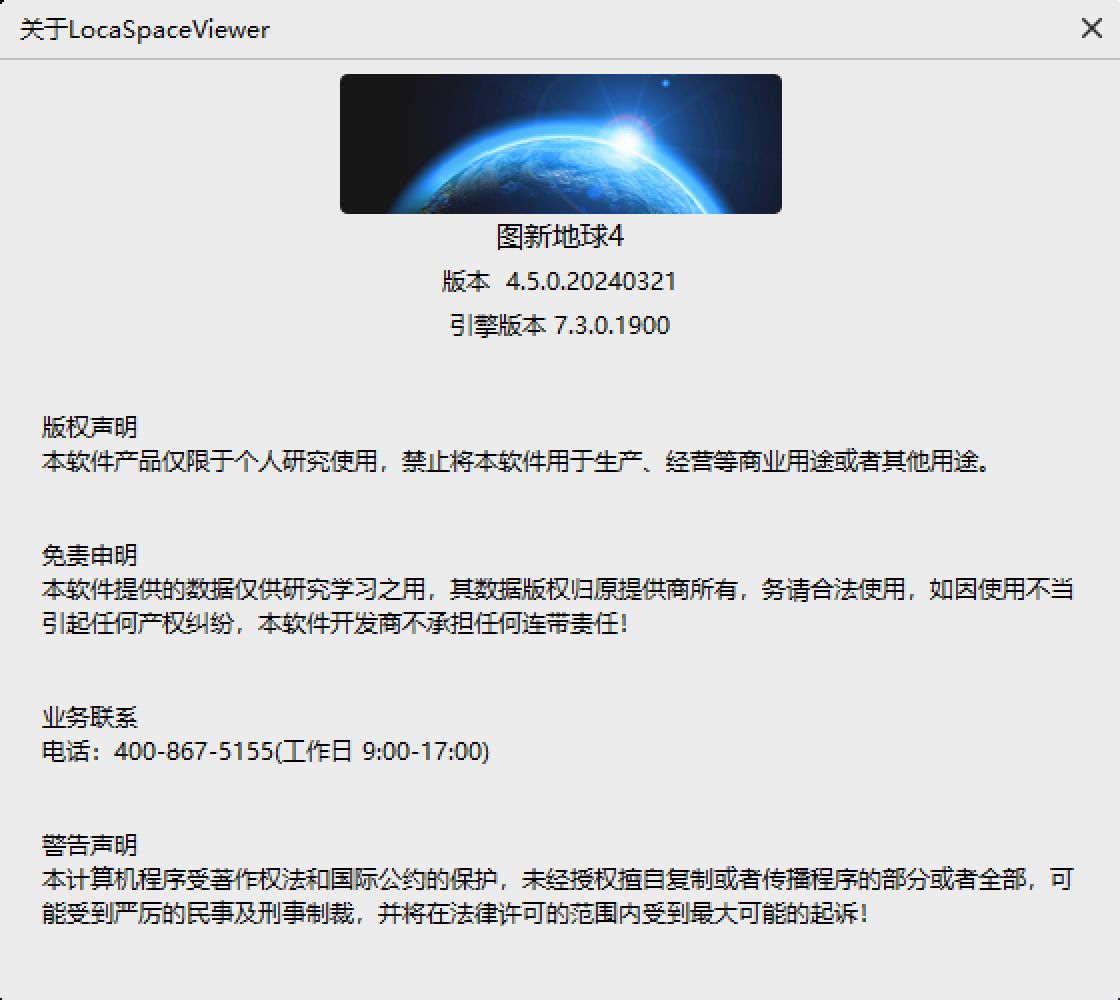 关于LocaSpaceViewer
图新地球4
版本 4.5.0.20240321
引擎版本 7.3.0.1900
版权声明
本软件产品仅限于个人研究使用，禁止将本软件用于生产、经营等商业用途或者其他用途。
免责申明
本软件提供的数据仅供研究学习之用，其数据版权归原提供商所有，务请合法使用，如因使用不当
引起任何产权纠纷，本软件开发商不承担任何连带责任！
业务联系
电话：400-867-5155(工作日 9:00-17:00)
警告声明
本计算机程序受著作权法和国际公约的保护，未经授权擅自复制或者传播程序的部分或者全部，可
能受到严厉的民事及刑事制裁，并将在法律许可的范围内受到最大可能的起诉！